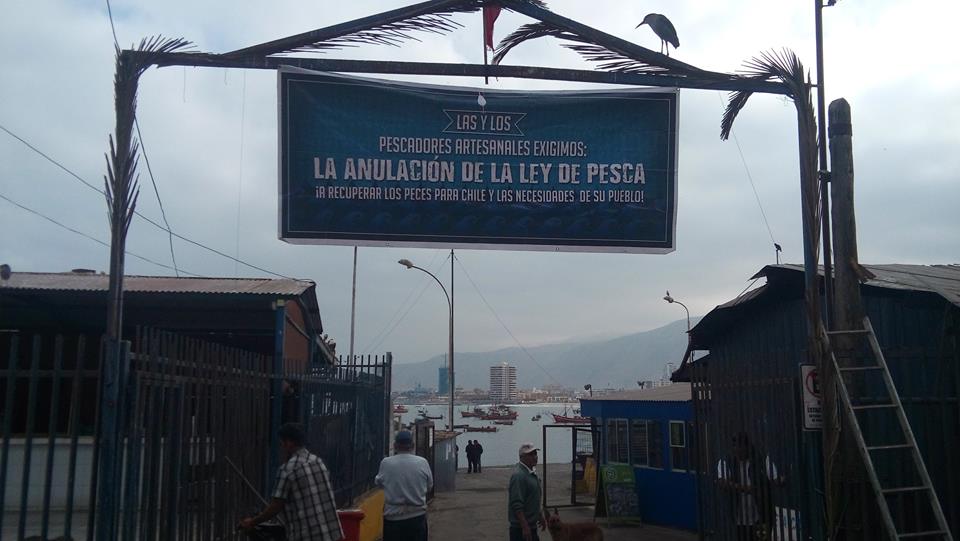 LAS Y LOS
PESCADORES ARTESANALES EXIGIMOS:
LA ANULACIÓN DE LA LEY DE PESCA
¡A RECUPERAR LOS PECES PARA CHILE Y LAS NECESIDADES DE SU PUEBLO!